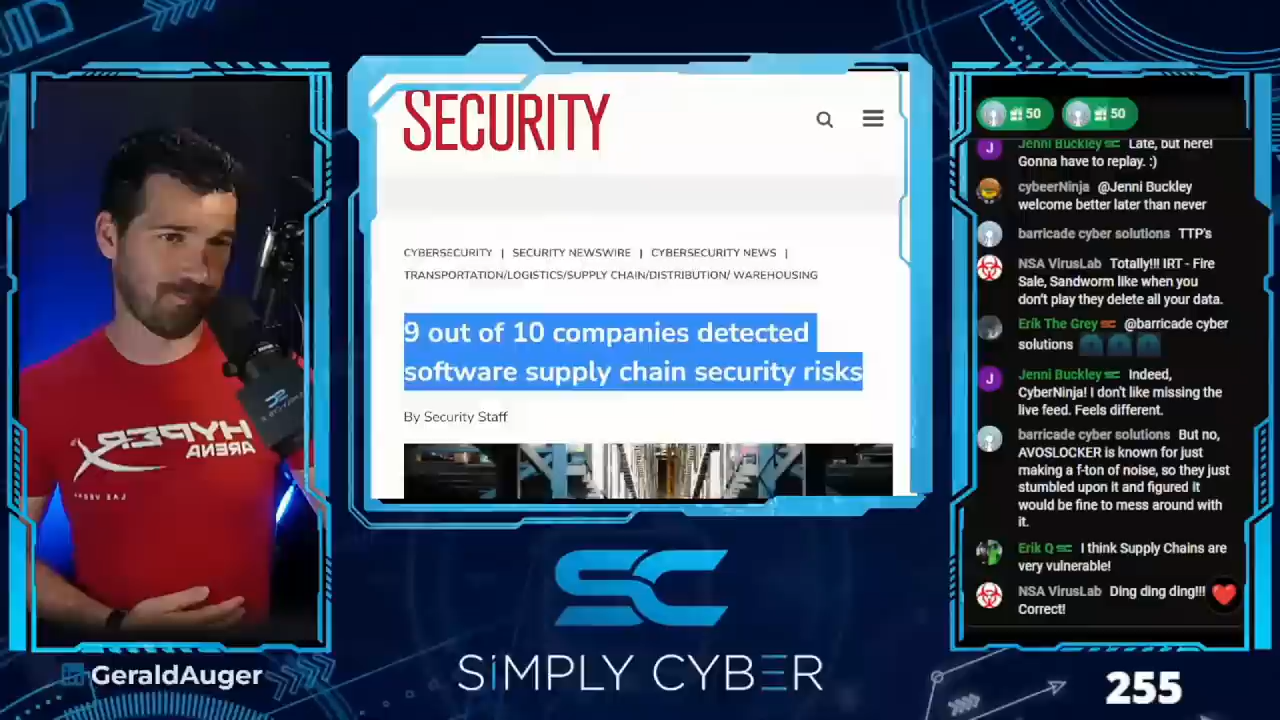 HYPER
ARENA
LAS VEGAS
GeraldAuger
SECURITY
CYBERSECURITY | SECURITY NEWSWIRE | CYBERSECURITY NEWS |
TRANSPORTATION/LOGISTICS/SUPPLY CHAIN/DISTRIBUTION/ WAREHOUSING
9 out of 10 companies detected
software supply chain security risks
By Security Staff
SC
SiMPLY CYBER
50
50
J
Jenni Buckley Late, but here!
Gonna have to replay. :)
cybeerNinja @Jenni Buckley
welcome better later than never
barricade cyber solutions TTP's
NSA VirusLab Totally!!! IRT - Fire
Sale, Sandworm like when you
don't play they delete all your data.
Erik The Grey @barricade cyber
solutions
J
Jenni Buckley Indeed,
CyberNinja! I don't like missing the
live feed. Feels different.
barricade cyber solutions But no,
AVOSLOCKER is known for just
making a f-ton of noise, so they just
stumbled upon it and figured it
would be fine to mess around with
it.
Erik Q I think Supply Chains are
very vulnerable!
NSA VirusLab Ding ding ding!!!
Correct!
255